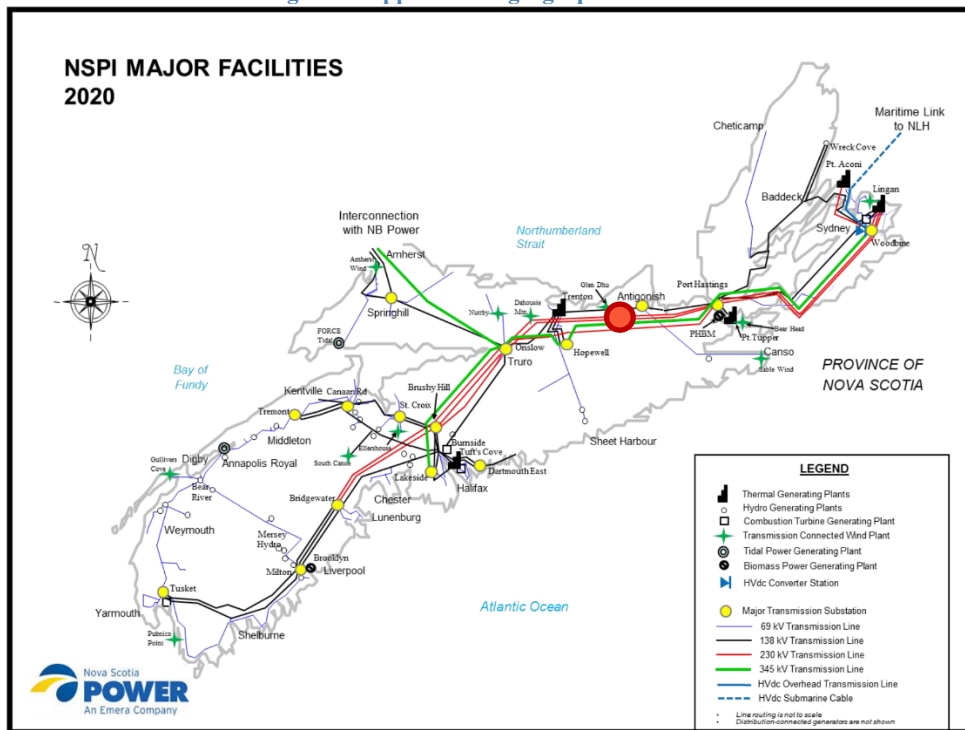 NSPI MAJOR FACILITIES
2020
Maritime Link
to NLH
Cheticamp
Wreck Cove
Pt. Aconi
Lingan
Baddeck
Sydney
Woodbine
Interconnection
with NB Power
Northumberland
Strait
Amherst
Amherst
Wind
Springhill
Nuttby
Dalhousie
Mtn.
Glen Dhu
Trenton
Antigonish
Port Hastings
PHBM
Pt. Tupper
Bear Head
Canso
Sable Wind
FORCE
Tidal
Onslow
Truro
Hopewell
PROVINCE OF
NOVA SCOTIA
Bay of
Fundy
Kentville
Canaan Rd
St. Croix
Brushy Hill
Tremont
Middleton
Ellershouse
South Canoe
Burnside
Tuft's Cove
Sheet Harbour
Digby
Annapolis Royal
Gullivers
Cove
Bear
River
Lakeside
Halifax
Dartmouth East
Chester
Lunenburg
Bridgewater
Weymouth
Mersey
Hydro
Brooklyn
Milton
Liverpool
Tusket
Yarmouth
Shelburne
Pubnico
Point
Atlantic Ocean
N
LEGEND
Thermal Generating Plants
Hydro Generating Plants
Combustion Turbine Generating Plant
Transmission Connected Wind Plant
Tidal Power Generating Plant
Biomass Power Generating Plant
HVdc Converter Station
Major Transmission Substation
69 kV Transmission Line
138 kV Transmission Line
230 kV Transmission Line
345 kV Transmission Line
HVdc Overhead Transmission Line
HVdc Submarine Cable
• Line routing is not to scale
• Distribution-connected generators are not shown
Nova Scotia
POWER
An Emera Company